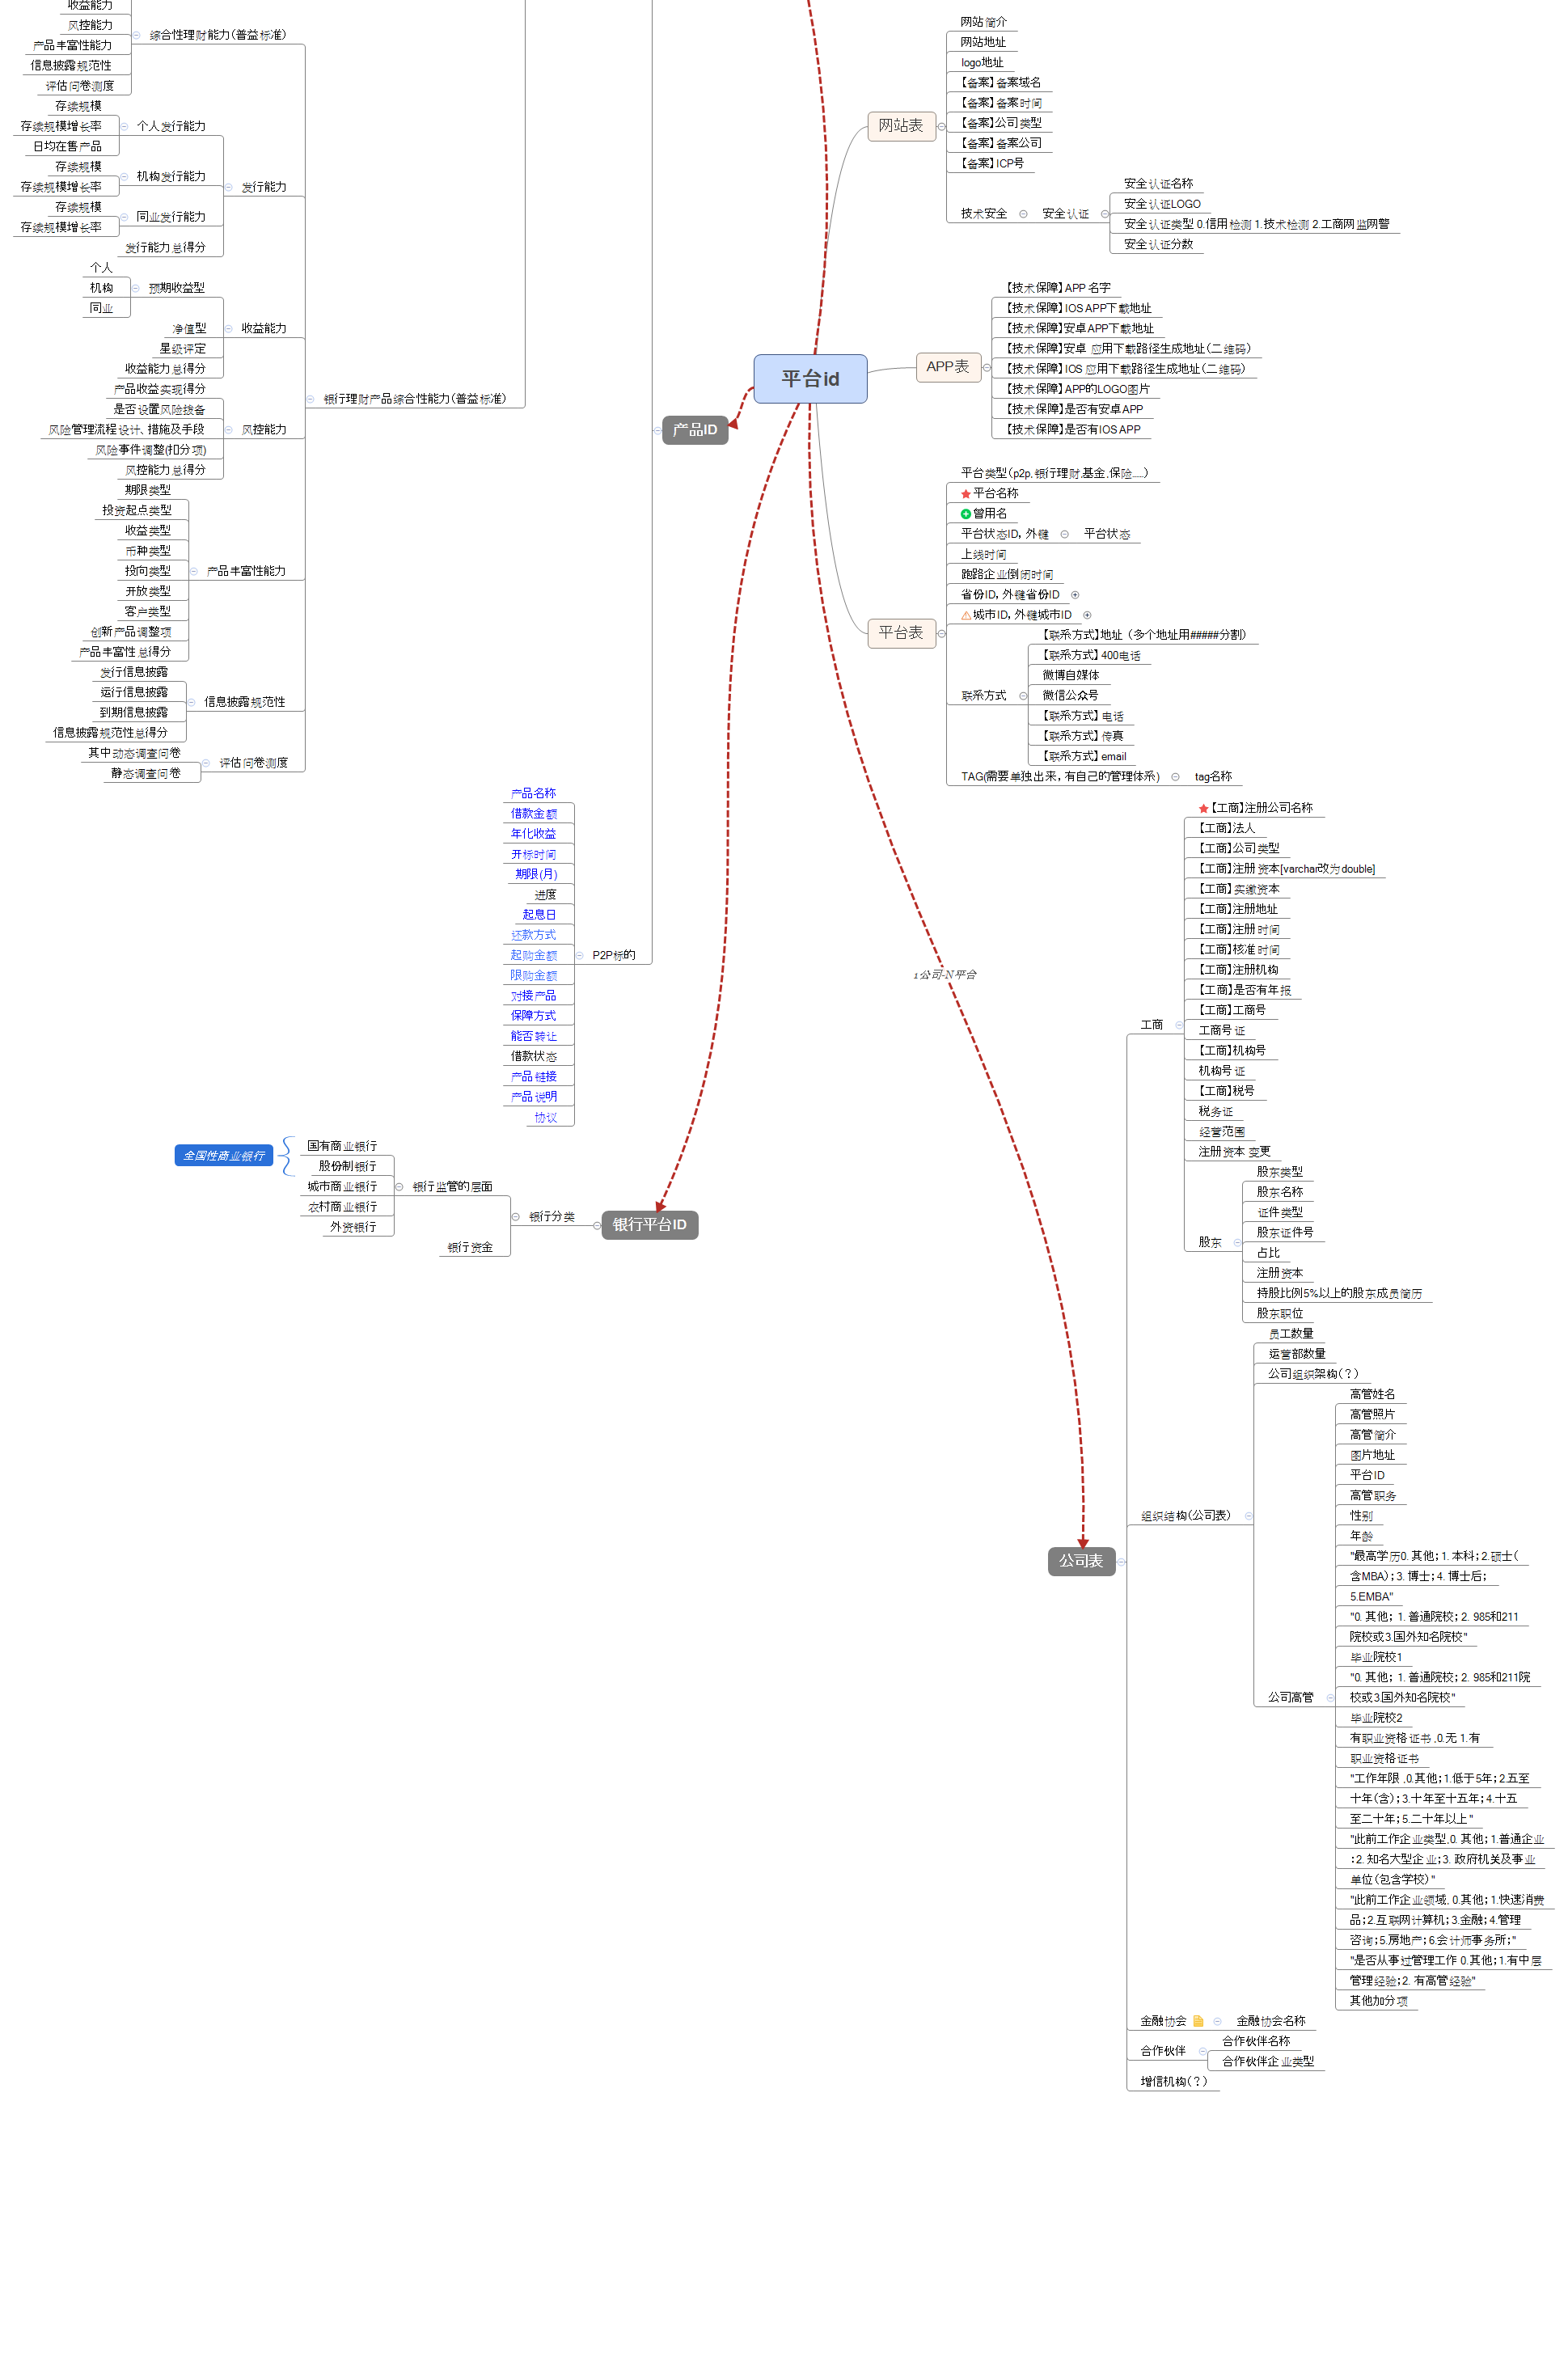 平台id
网站表
网站简介
网站地址
logo地址
【备案】备案域名
【备案】备案时间
【备案】公司类型
【备案】备案公司
【备案】ICP号
技术安全
安全认证
安全认证名称
安全认证LOGO
安全认证类型 0.信用检测 1.技术检测 2.工商网监网警
安全认证分数
APP表
【技术保障】APP 名字
【技术保障】IOS APP下载地址
【技术保障】安卓APP下载地址
【技术保障】安卓 应用下载路径生成地址(二维码)
【技术保障】IOS 应用下载路径生成地址(二维码)
【技术保障】APP的LOGO图片
【技术保障】是否有安卓APP
【技术保障】是否有IOS APP
平台表
平台类型(p2p,银行理财,基金,保险......)
平台名称
曾用名
平台状态ID, 外键
平台状态
上线时间
跑路企业倒闭时间
省份ID, 外键省份ID
城市ID, 外键城市ID
联系方式
【联系方式】地址 (多个地址用#####分割)
【联系方式】400电话
微博自媒体
微信公众号
【联系方式】电话
【联系方式】传真
【联系方式】email
TAG(需要单独出来, 有自己的管理体系)
tag名称
1公司-N平台
公司表
工商
【工商】注册公司名称
【工商】法人
【工商】公司类型
【工商】注册资本[varchar改为double]
【工商】实缴资本
【工商】注册地址
【工商】注册时间
【工商】核准时间
【工商】注册机构
【工商】是否有年报
【工商】工商号
工商号证
【工商】机构号
机构号证
【工商】税号
税务证
经营范围
注册资本变更
股东
股东类型
股东名称
证件类型
股东证件号
占比
注册资本
持股比例5%以上的股东成员简历
股东职位
组织结构(公司表)
员工数量
运营部数量
公司组织架构(?)
公司高管
高管姓名
高管照片
高管简介
图片地址
平台ID
高管职务
性别
年龄
"最高学历0. 其他; 1. 本科; 2.硕士(
含MBA); 3. 博士; 4. 博士后;
5.EMBA"
"0. 其他; 1. 普通院校; 2. 985和211
院校或3.国外知名院校"
毕业院校1
"0. 其他; 1. 普通院校; 2. 985和211院
校或3.国外知名院校"
毕业院校2
有职业资格证书,0.无 1.有
职业资格证书
"工作年限 ,0.其他;1.低于5年;2.五至
十年(含);3.十年至十五年;4.十五
至二十年;5.二十年以上"
"此前工作企业类型,0. 其他;1.普通企业
;2. 知名大型企业;3. 政府机关及事业
单位(包含学校)"
"此前工作企业领域, 0.其他;1.快速消费
品;2.互联网计算机;3.金融;4.管理
咨询;5.房地产;6.会计师事务所;"
"是否从事过管理工作 0.其他;1.有中层
管理经验;2. 有高管经验"
其他加分项
金融协会
金融协会名称
合作伙伴
合作伙伴名称
合作伙伴企业类型
增信机构(?)
产品ID
银行理财产品综合性能力(普益标准)
综合性理财能力(普益标准)
收益能力
风控能力
产品丰富性能力
信息披露规范性
评估问卷测度
发行能力
个人发行能力
存续规模
存续规模增长率
日均在售产品
机构发行能力
存续规模
存续规模增长率
同业发行能力
存续规模
存续规模增长率
发行能力总得分
收益能力
预期收益型
个人
机构
同业
净值型
星级评定
收益能力总得分
风控能力
产品收益实现得分
是否设置风险拨备
风险管理流程设计、措施及手段
风险事件调整(扣分项)
风控能力总得分
产品丰富性能力
期限类型
投资起点类型
收益类型
币种类型
投向类型
开放类型
客户类型
创新产品调整项
产品丰富性总得分
信息披露规范性
发行信息披露
运行信息披露
到期信息披露
信息披露规范性总得分
评估问卷测度
其中动态调查问卷
静态调查问卷
P2P标的
产品名称
借款金额
年化收益
开标时间
期限(月)
进度
起息日
还款方式
起购金额
限购金额
对接产品
保障方式
能否转让
借款状态
产品链接
产品说明
协议
银行平台ID
银行分类
银行监管的层面
国有商业银行
股份制银行
城市商业银行
农村商业银行
外资银行
全国性商业银行
银行资金